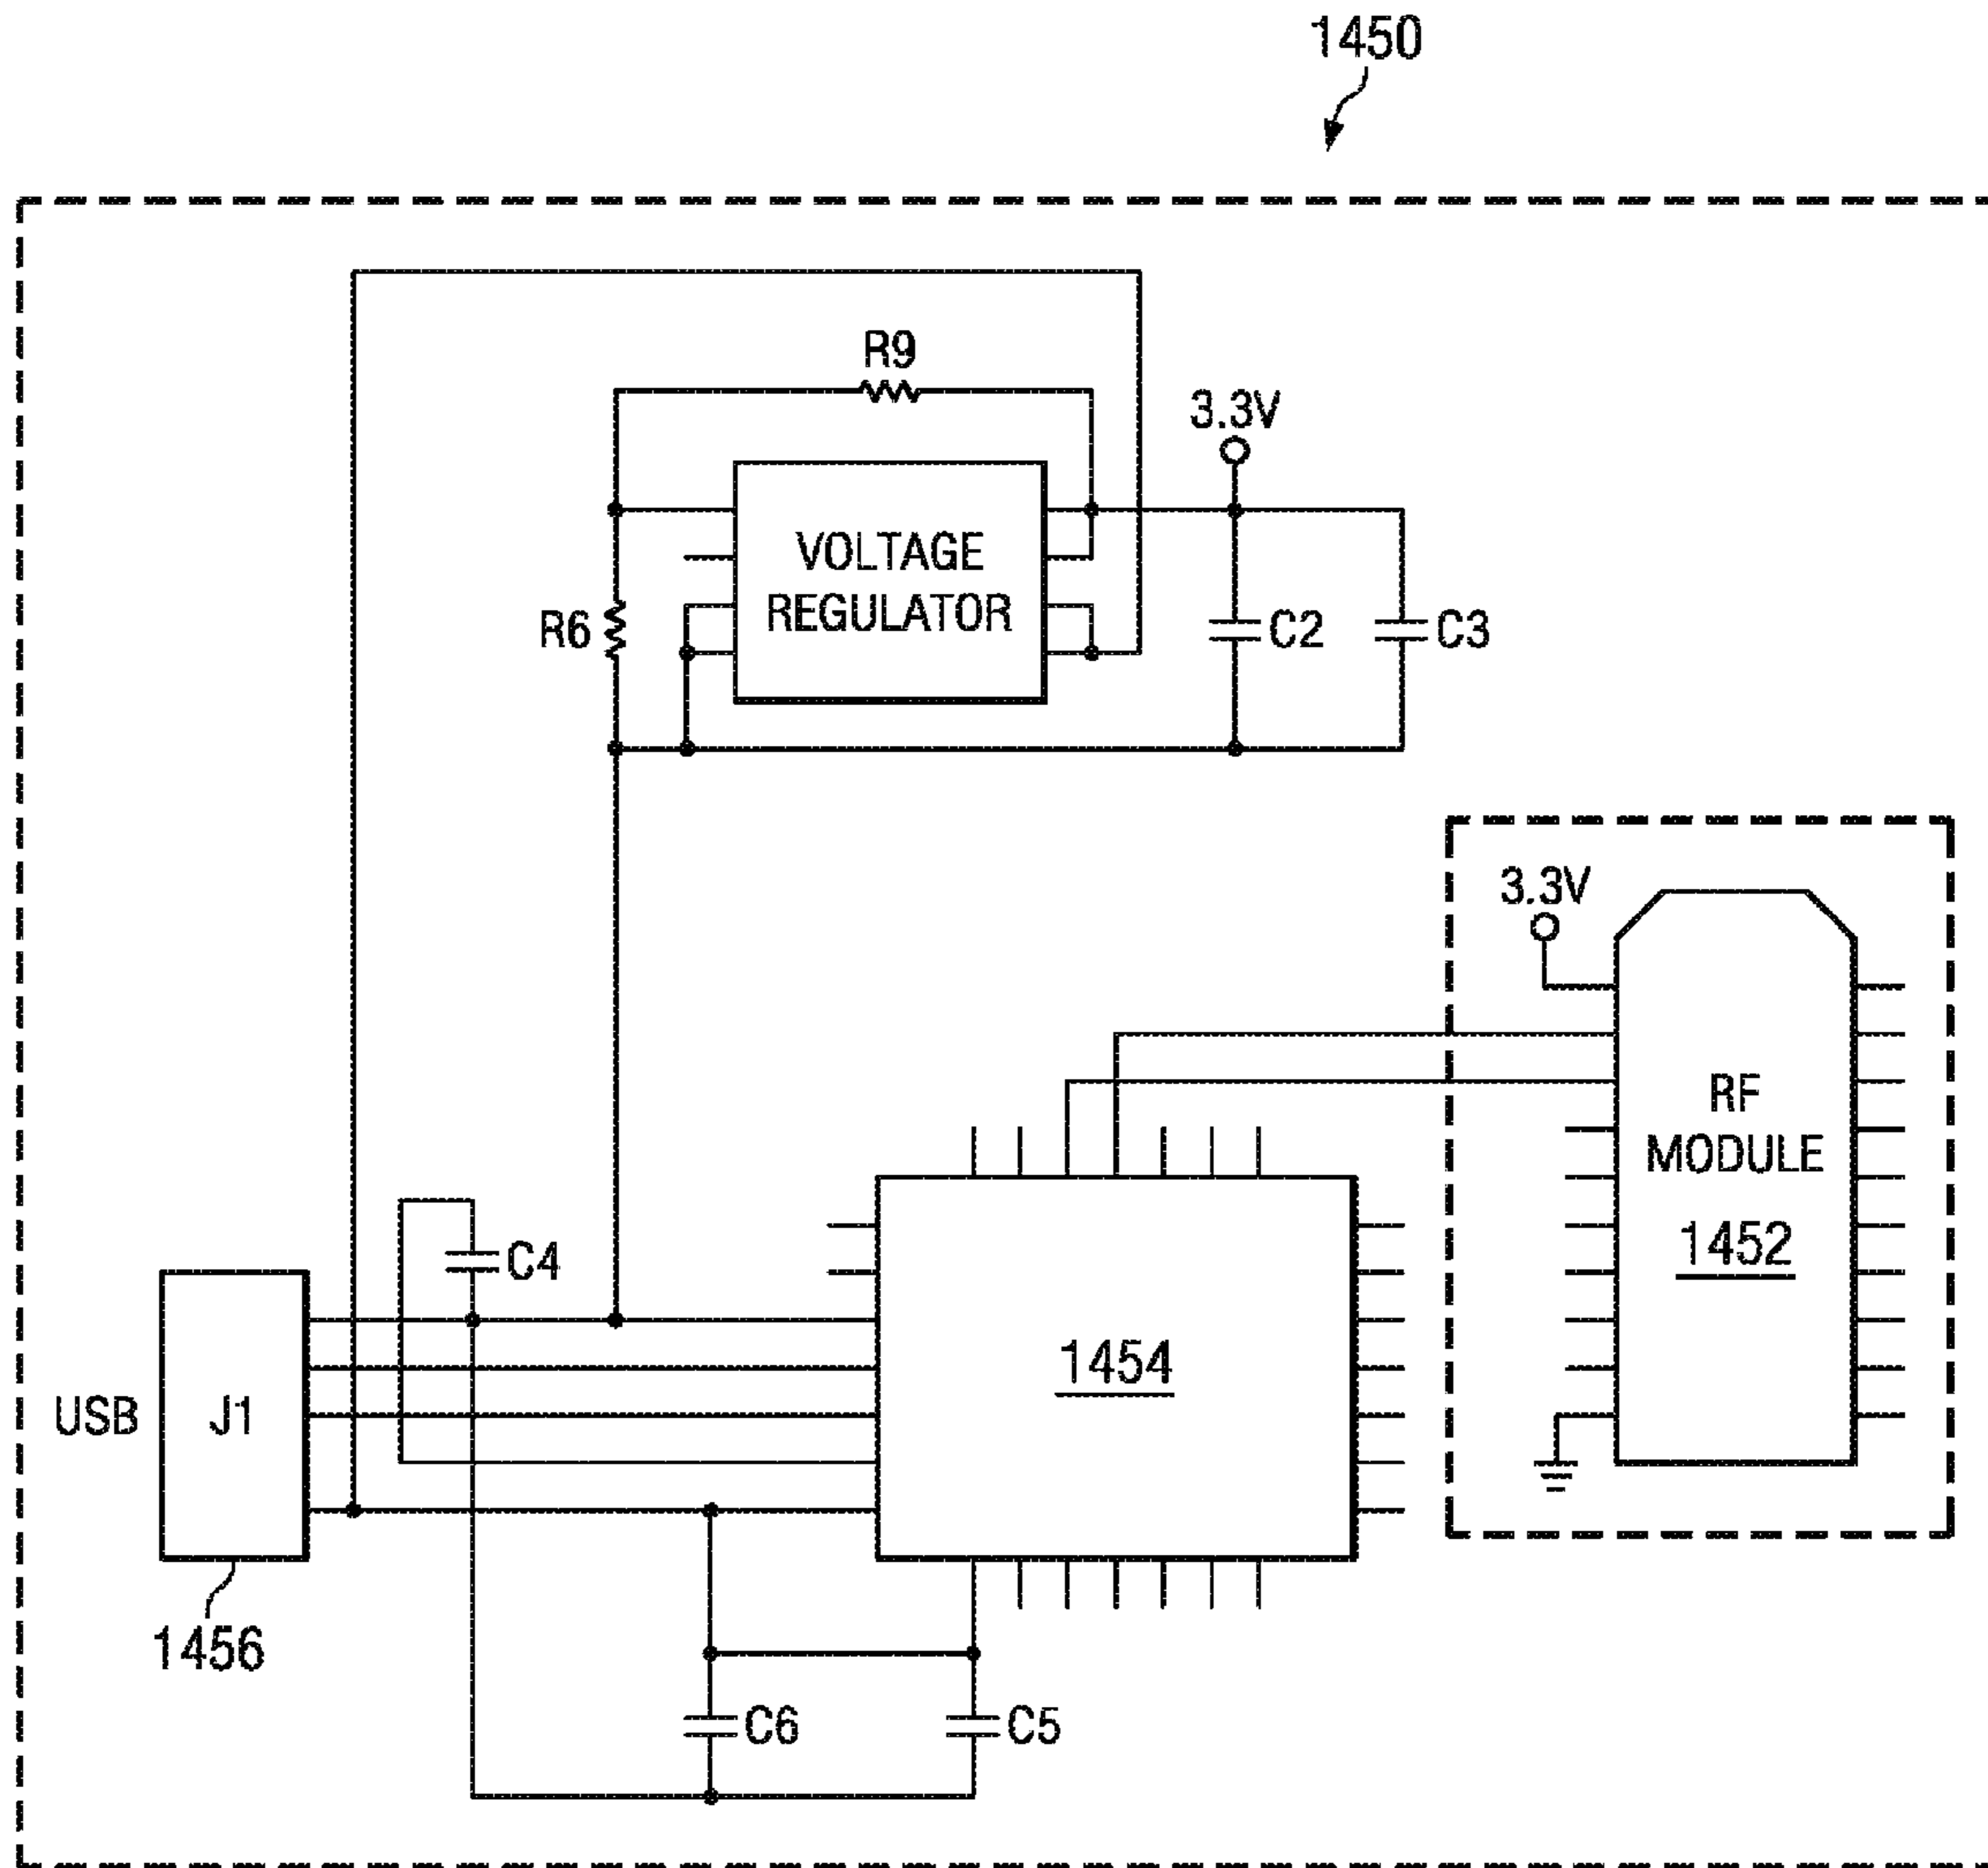 1450
R9
3.3V
VOLTAGE
REGULATOR
R6
C2
C3
3.3V
RF
MODULE
1452
C4
1454
USB
J1
1456
C6
C5